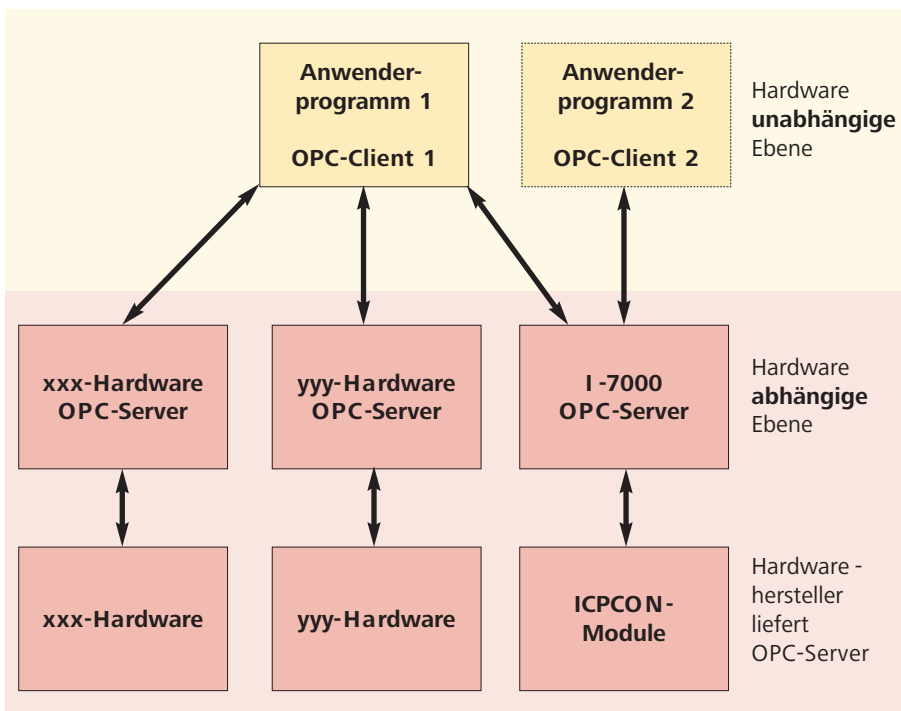 Anwender-
programm 1
OPC-Client 1
Anwender-
programm 2
OPC-Client 2
Hardware
unabhängige
Ebene
xxx-Hardware
OPC-Server
yyy-Hardware
OPC-Server
I-7000
OPC-Server
Hardware
abhängige
Ebene
xxx-Hardware
yyy-Hardware
ICPCON-
Module
Hardware-
hersteller
liefert
OPC-Server